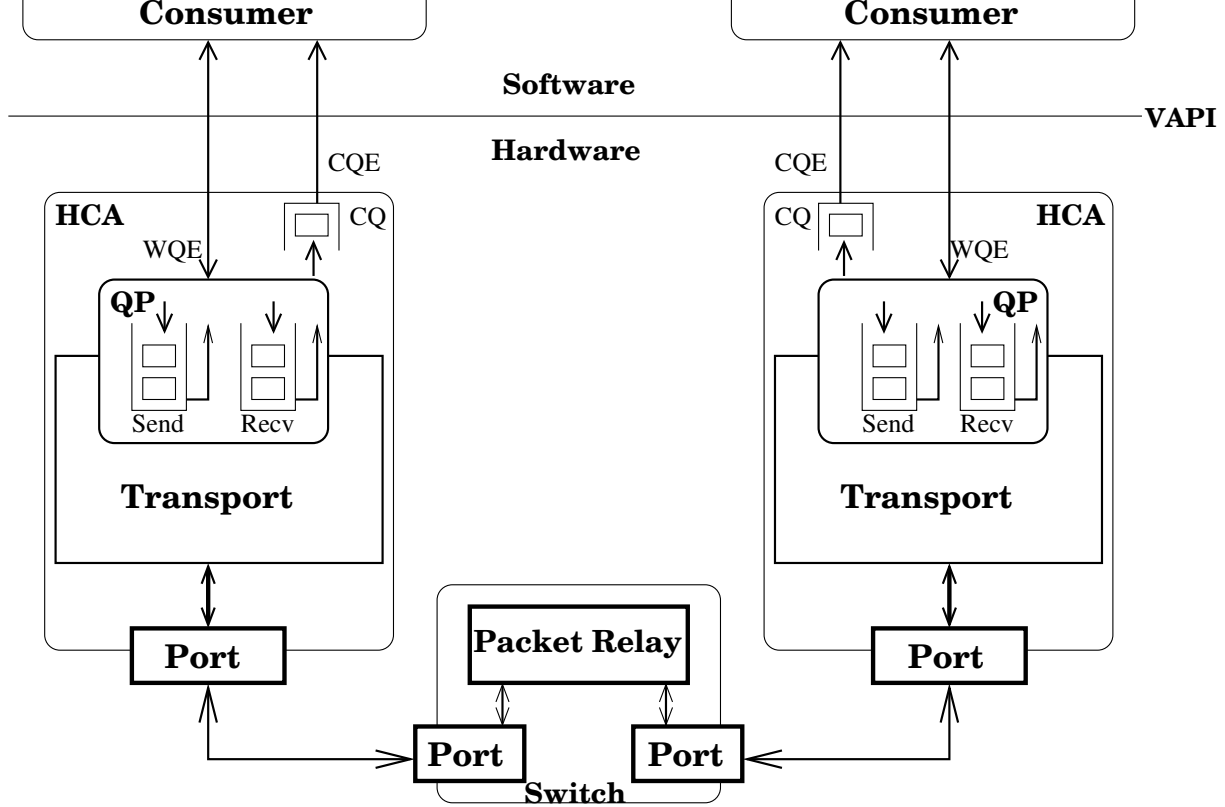 Consumer
Consumer
Software
VAPI
Hardware
CQE
CQE
HCA
CQ
CQ
HCA
WQE
WQE
QP
QP
Send
Recv
Send
Recv
Transport
Transport
Packet Relay
Port
Port
Port
Port
Switch